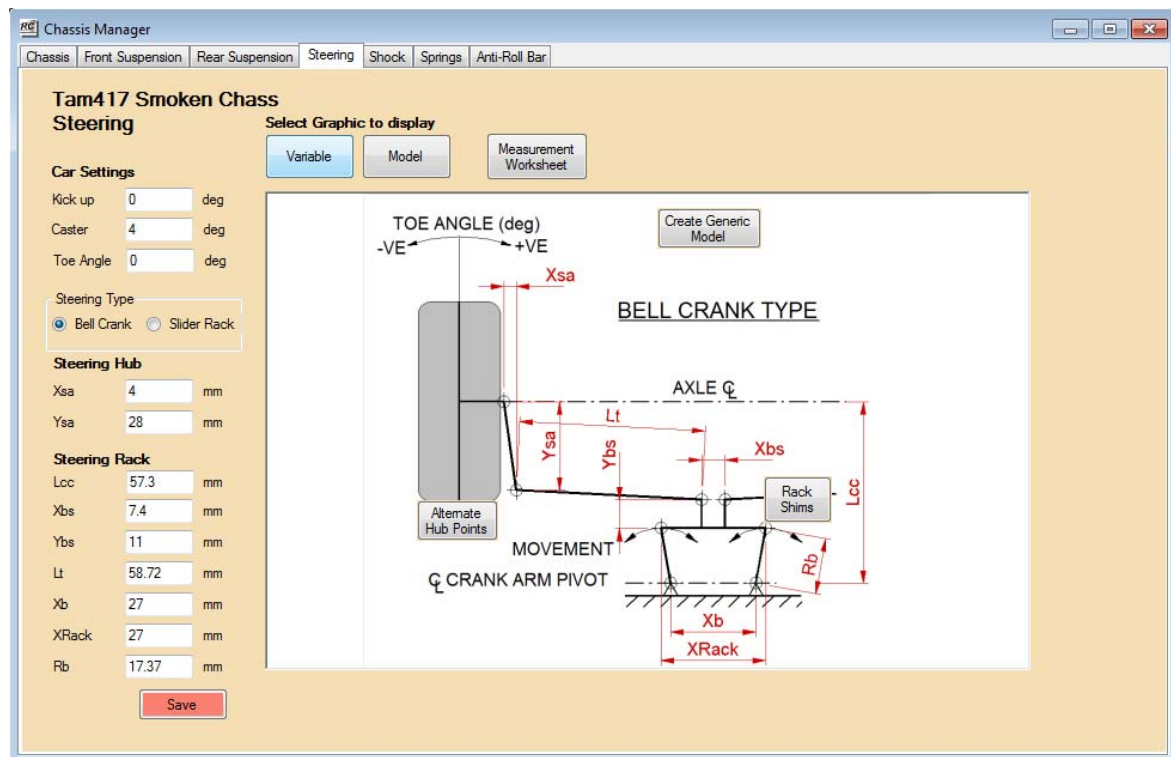 RC Chassis Manager
Chassis Front Suspension Rear Suspension Steering Shock Springs Anti-Roll Bar
Tam417 Smoken Chass
Steering
Select Graphic to display
Variable Model Measurement Worksheet
Car Settings
Kick up 0 deg
Caster 4 deg
Toe Angle 0 deg
Steering Type
Bell Crank Slider Rack
Steering Hub
Xsa 4 mm
Ysa 28 mm
Steering Rack
Lcc 57.3 mm
Xbs 7.4 mm
Ybs 11 mm
Lt 58.72 mm
Xb 27 mm
XRack 27 mm
Rb 17.37 mm
Save
TOE ANGLE (deg)
-VE +VE
Create Generic
Model
Xsa
BELL CRANK TYPE
AXLE CL
Lt
Ysa
Ybs
Xbs
Lcc
Rack
Shims
Alternate
Hub Points
MOVEMENT
Rb
CL CRANK ARM PIVOT
Xb
XRack